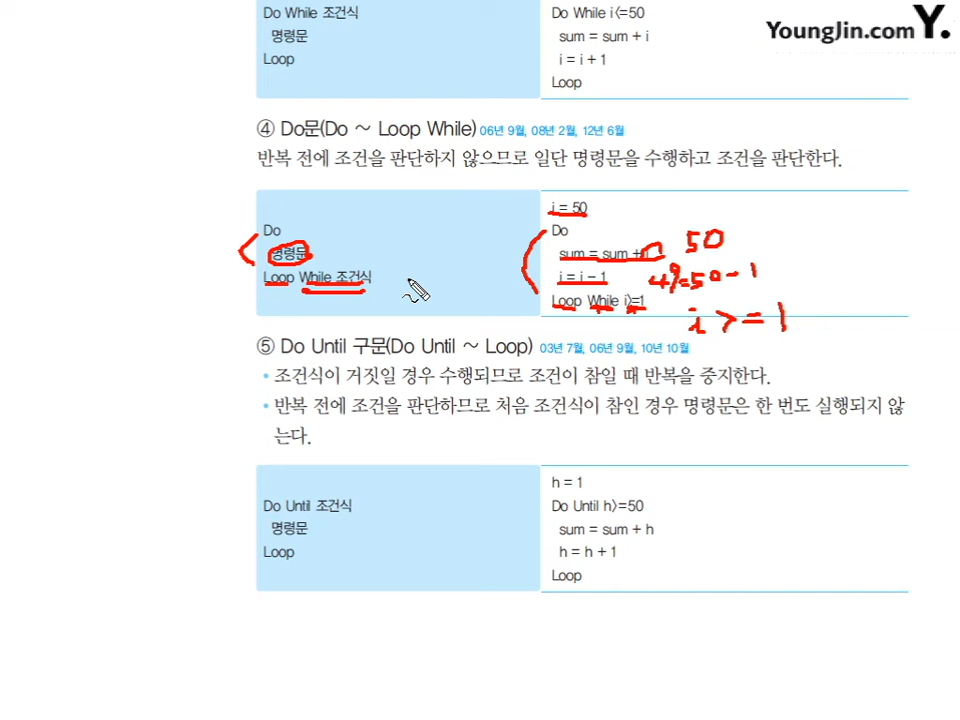 Do While 조건식
명령문
Loop
Do While i<=50
sum = sum + i
i = i + 1
Loop
YoungJin.com Y.
④ Do문(Do ~ Loop While) 06년 9월, 08년 2월, 12년 6월
반복 전에 조건을 판단하지 않으므로 일단 명령문을 수행하고 조건을 판단한다.
Do
명령문
Loop While 조건식
i = 50
Do
sum = sum +
50
i = i - 1
49=50-1
Loop While i>=1
i >= 1
⑤ Do Until 구문(Do Until ~ Loop) 03년 7월, 06년 9월, 10년 10월
• 조건식이 거짓일 경우 수행되므로 조건이 참일 때 반복을 중지한다.
• 반복 전에 조건을 판단하므로 처음 조건식이 참인 경우 명령문은 한 번도 실행되지 않
는다.
Do Until 조건식
명령문
Loop
h = 1
Do Until h>=50
sum = sum + h
h = h + 1
Loop